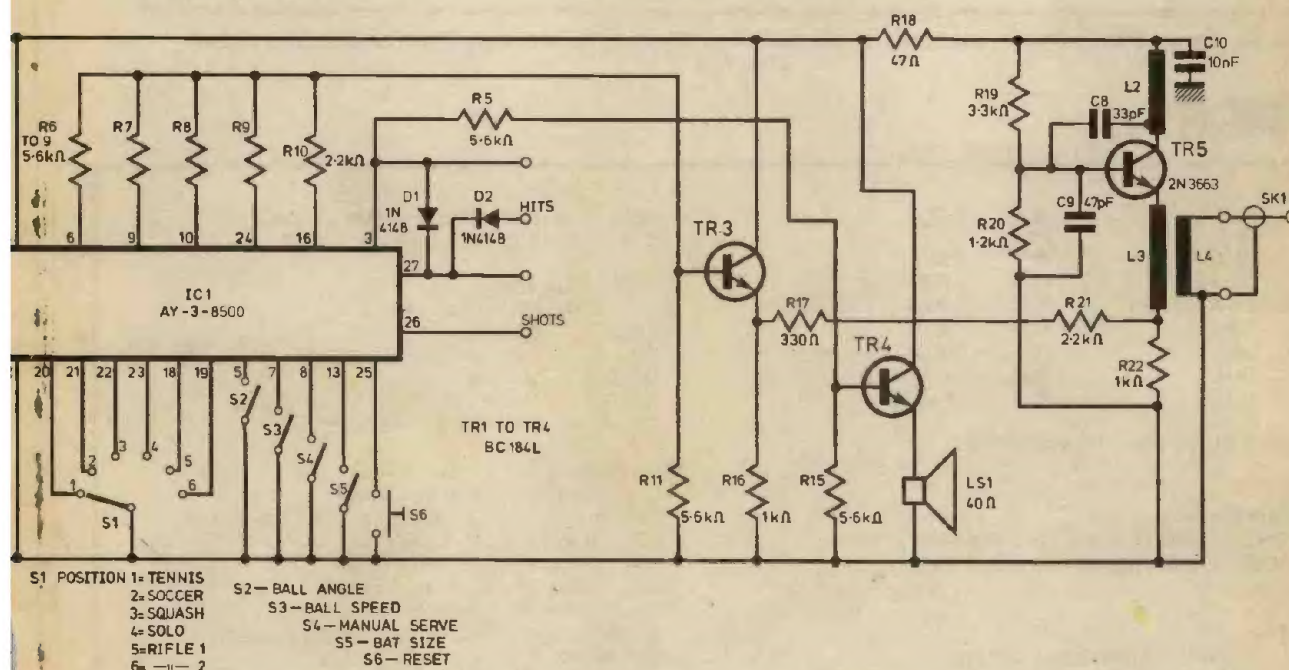 R18
47Ω
C10
10nF
R19
3·3kΩ
L2
C8
33pF
R5
5·6kΩ
R6
TO 9
5·6kΩ
R7
R8
R9
R10
2·2kΩ
TR5
2N3663
D1
1N
4148
D2
1N4148
HITS
C9
47pF
SK1
R20
1·2kΩ
TR3
L3
L4
6
9
10
24
16
3
27
IC1
AY-3-8500
26
SHOTS
R17
330Ω
R21
2·2kΩ
TR4
R22
1kΩ
20
21
22
23
18
19
5
7
8
13
25
S2
S3
S4
S5
S6
1
2
3
4
5
6
S1
TR1 TO TR4
BC184L
R11
5·6kΩ
R16
1kΩ
R15
5·6kΩ
LS1
40Ω
S1 POSITION 1= TENNIS
2= SOCCER
3= SQUASH
4= SOLO
5= RIFLE 1
6= —"— 2
S2— BALL ANGLE
S3— BALL SPEED
S4— MANUAL SERVE
S5— BAT SIZE
S6— RESET